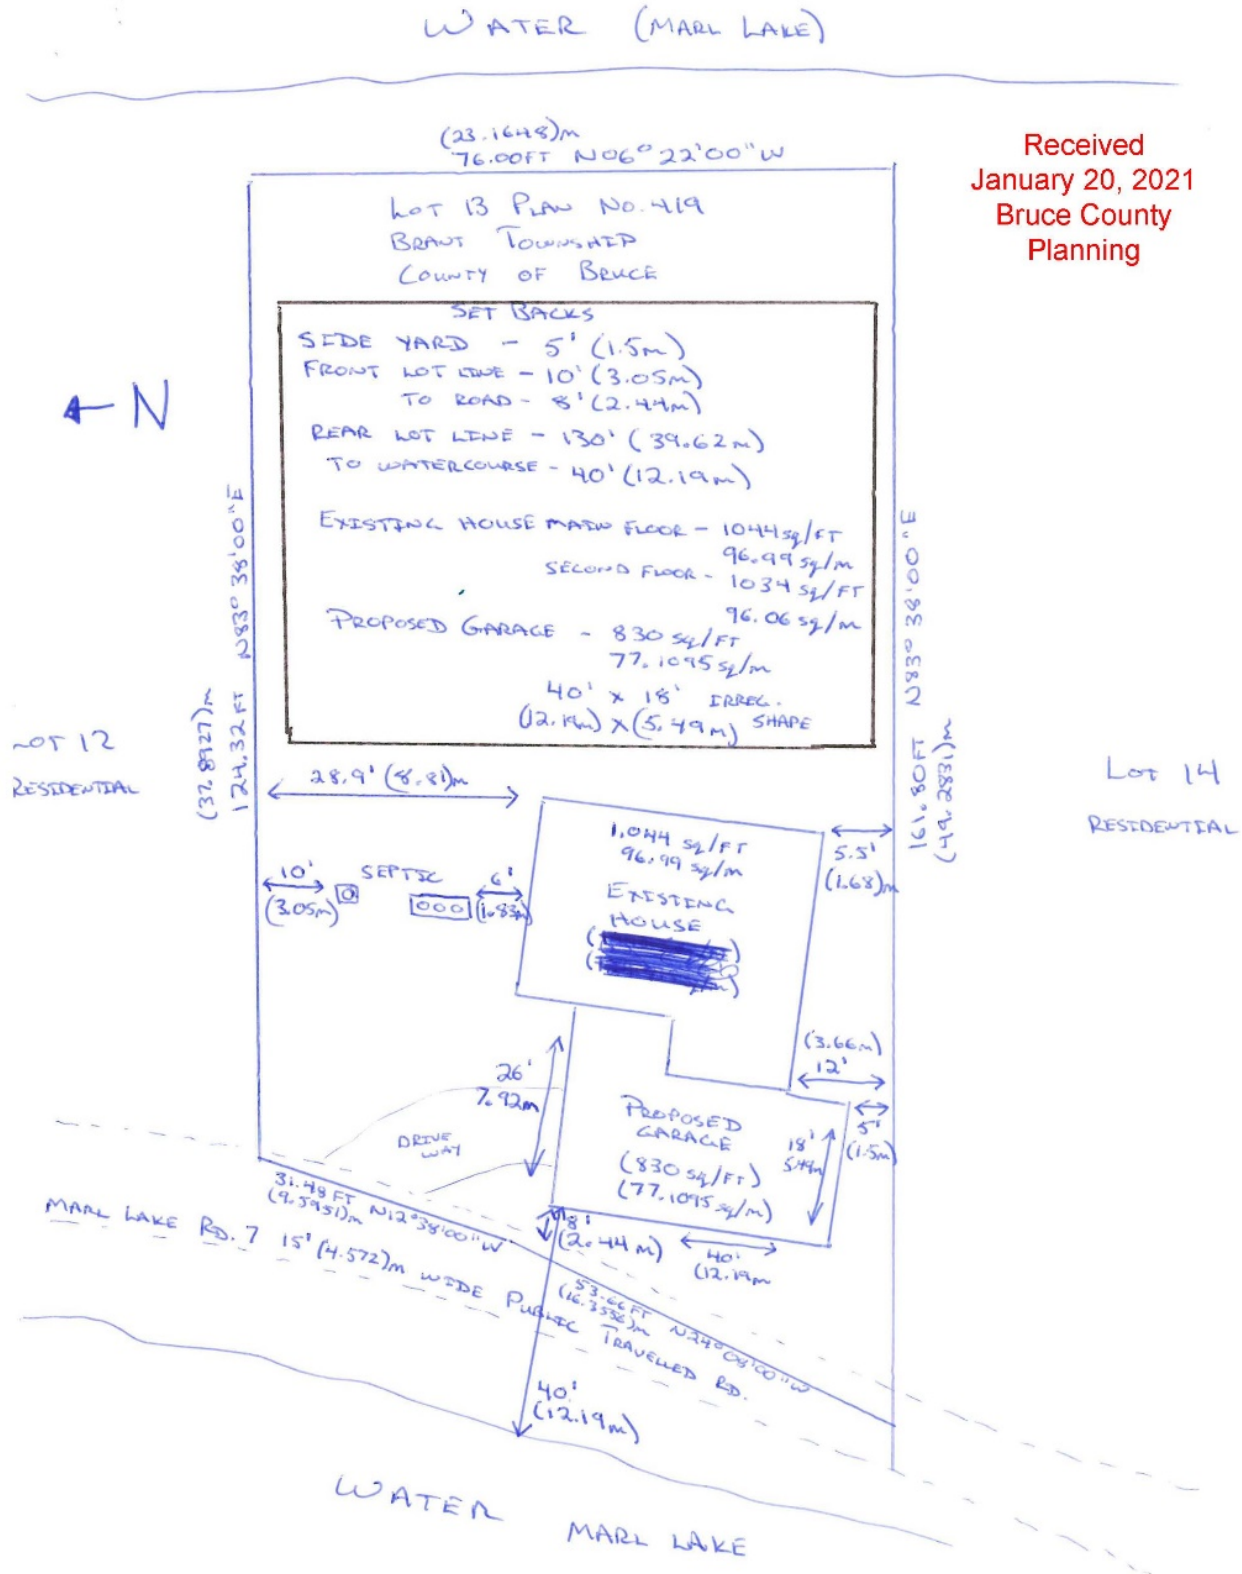 WATER (MARL LAKE)
Received
January 20, 2021
Bruce County
Planning
(23.1648)m
76.00FT N06° 22'00"W
LOT 13 PLAN No. 419
BRANT TOWNSHIP
COUNTY OF BRUCE
SET BACKS
SIDE YARD - 5' (1.5m)
FRONT LOT LINE - 10' (3.05m)
TO ROAD - 8' (2.44m)
REAR LOT LINE - 130' (39.62m)
TO WATERCOURSE - 40' (12.19m)
EXISTING HOUSE MAIN FLOOR - 1044 sq/FT
96.99 sq/m
SECOND FLOOR - 1034 sq/FT
96.06 sq/m
PROPOSED GARAGE - 830 sq/FT
77.1095 sq/m
40' x 18' IRREG.
(12.19m) x (5.49m) SHAPE
← N
N83° 38'00"E
124.32 FT
(37.8927)m
N83° 38'00"E
161.80FT
(49.2831)m
LOT 12
RESIDENTIAL
LOT 14
RESIDENTIAL
28.9' (8.81)m
1,044 sq/FT
96.99 sq/m
EXISTING
HOUSE
5.5'
(1.68)m
10'
(3.05m)
SEPTIC
6'
(1.83m)
(3.66m)
12'
26'
7.92m
DRIVE
WAY
PROPOSED
GARAGE
(830 sq/FT)
(77.1095 sq/m)
18'
5.49m
5'
(1.5m)
8'
(2.44m)
40'
(12.19m
31.48 FT N12°38'00"W
(9.5951)m
53.66FT N24°08'00"W
(16.3556)m
MARL LAKE RD. 7 15' (4.572)m WIDE PUBLIC TRAVELLED RD.
40'
(12.19m)
WATER MARL LAKE